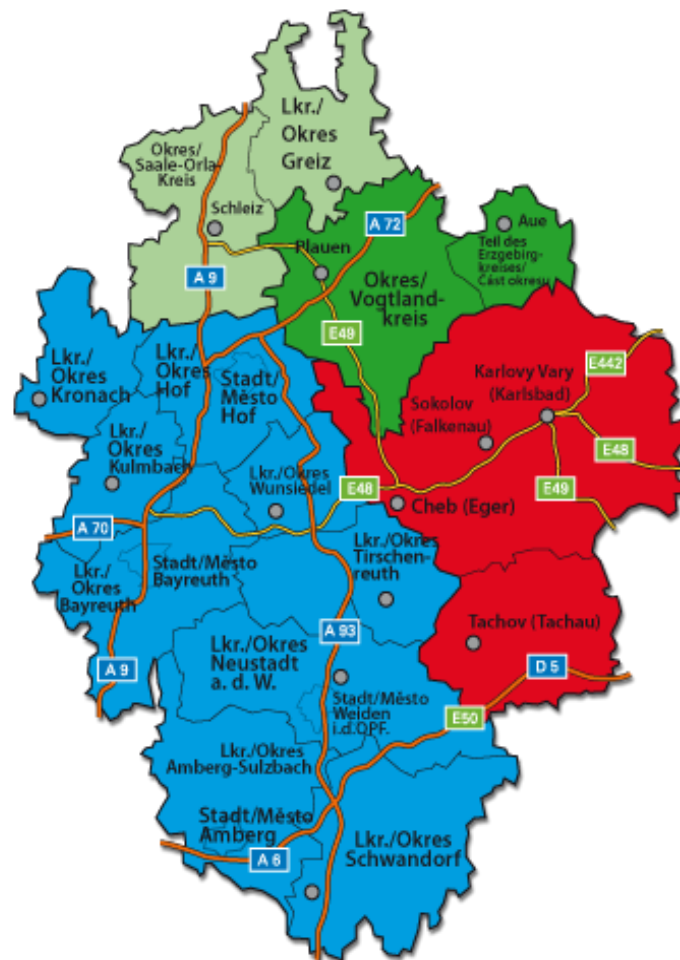 Lkr./
Okres
Greiz
Okres/
Saale-Orla-
Kreis
Schleiz
A 72
Aue
Teil des
Erzgebirg-
kreises/
Část okresu
Plauen
A 9
Okres/
Vogtland-
kreis
E49
Lkr./
Okres
Kronach
Lkr./
Okres
Hof
Stadt/
Město
Hof
E442
Karlovy Vary
(Karlsbad)
Sokolov
(Falkenau)
Lkr./
Okres
Kulmbach
E48
Lkr./Okres
Wunsiedel
E48
E49
Cheb (Eger)
A 70
Lkr./Okres
Tirschen-
reuth
Stadt/Město
Bayreuth
Lkr./
Okres
Bayreuth
Tachov (Tachau)
A 93
Lkr./Okres
Neustadt
a. d. W.
A 9
D 5
Stadt/Město
Weiden
i.d.OPF.
E50
Lkr./Okres
Amberg-Sulzbach
Stadt/Město
Amberg
Lkr./Okres
Schwandorf
A 6